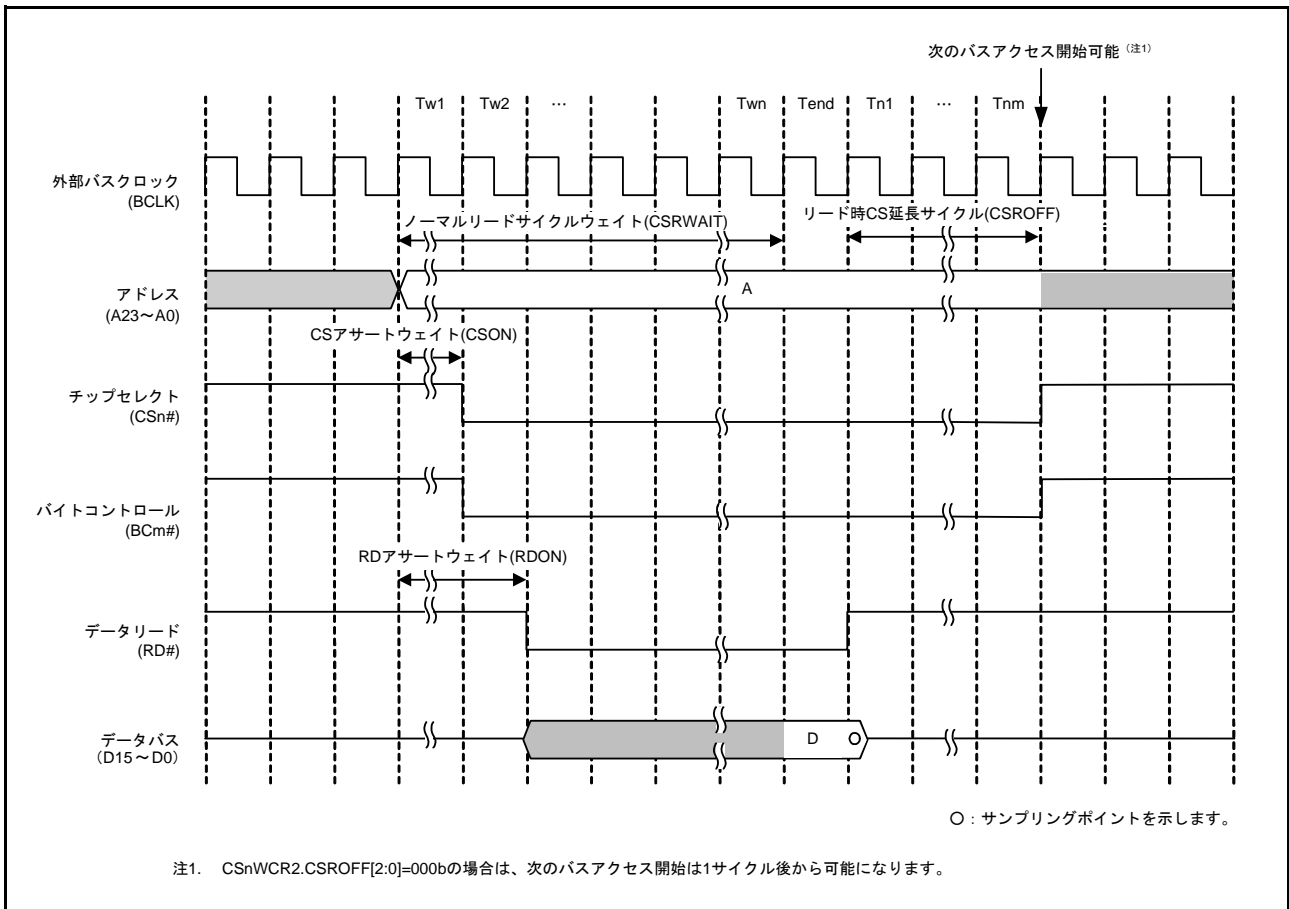 次のバスアクセス開始可能（注1）
Tw1 Tw2 … Twn Tend Tn1 … Tnm
外部バスクロック
(BCLK)
ノーマルリードサイクルウェイト(CSRWAIT)
リード時CS延長サイクル(CSROFF)
アドレス
(A23～A0)
A
CSアサートウェイト(CSON)
チップセレクト
(CSn#)
バイトコントロール
(BCm#)
RDアサートウェイト(RDON)
データリード
(RD#)
データバス
(D15～D0)
D
○：サンプリングポイントを示します。
注1. CSnWCR2.CSROFF[2:0]=000bの場合は、次のバスアクセス開始は1サイクル後から可能になります。